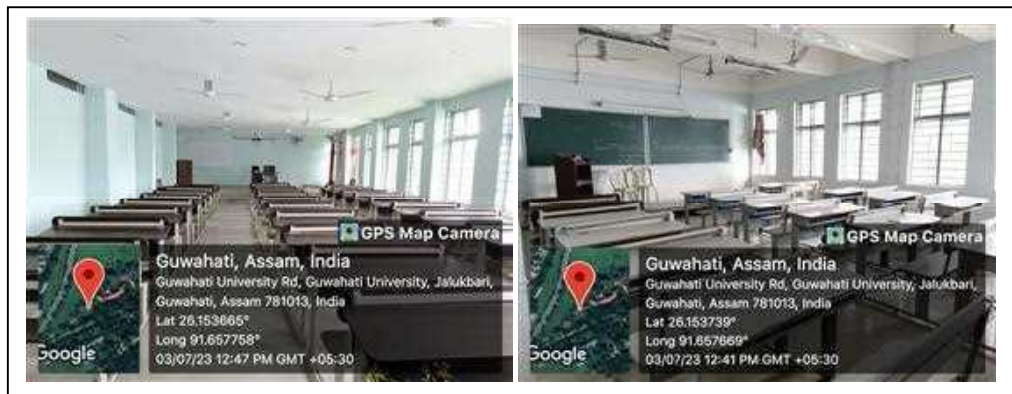 GPS Map Camera
Guwahati, Assam, India
Guwahati University Rd, Guwahati University, Jalukbari,
Guwahati, Assam 781013, India
Lat 26.153665°
Long 91.657758°
03/07/23 12:47 PM GMT +05:30
Google
GPS Map Camera
Guwahati, Assam, India
Guwahati University Rd, Guwahati University, Jalukbari,
Guwahati, Assam 781013, India
Lat 26.153739°
Long 91.657669°
03/07/23 12:41 PM GMT +05:30
Google